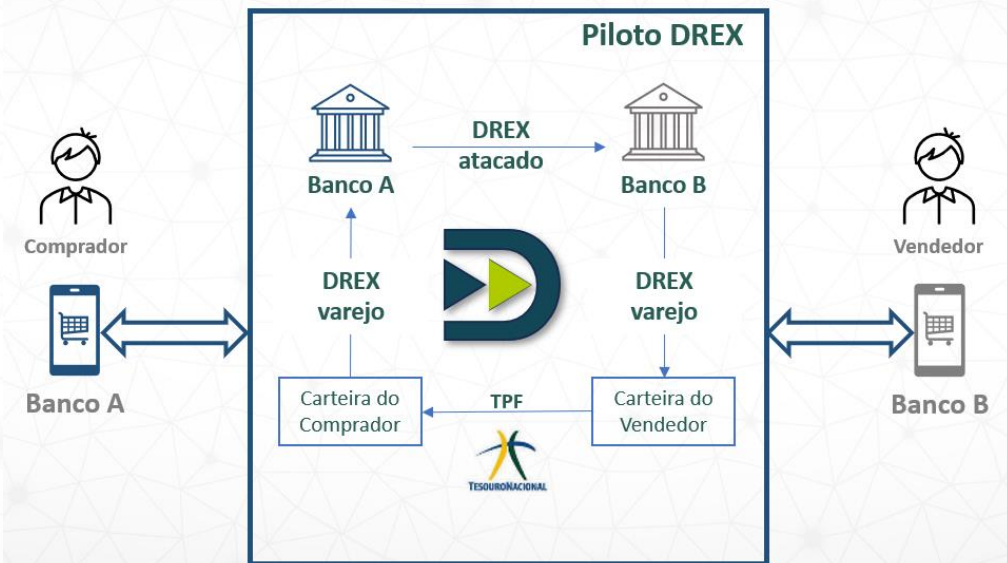 Piloto DREX
DREX
atacado
Banco A
Banco B
Comprador
Vendedor
DREX
varejo
DREX
varejo
Banco A
Banco B
Carteira do
Comprador
TPF
Carteira do
Vendedor
TESOURONACIONAL